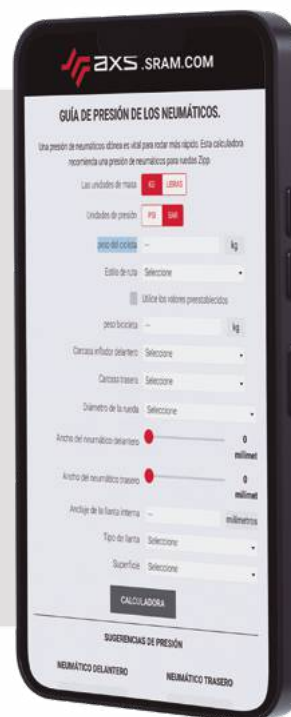 axs .SRAM.COM
GUÍA DE PRESIÓN DE LOS NEUMÁTICOS.
Una presión de neumáticos idónea es vital para rodar más rápido. Esta calculadora
recomienda una presión de neumáticos para ruedas Zipp
Las unidades de masa KG LIBRAS
Unidades de presión PSI BAR
peso del ciclista -- kg
Estilo de ruta Seleccione
Utilice los valores preestablecidos
peso bicicleta -- kg
Carcasa inflador delantero Seleccione
Carcasa trasera Seleccione
Diámetro de la rueda Seleccione
Ancho del neumático delantero 0
milimet
Ancho del neumático trasero 0
milimet
Anclaje de la llanta interna -- milímetros
Tipo de llanta Seleccione
Superficie Seleccione
CALCULADORA
SUGERENCIAS DE PRESIÓN
NEUMÁTICO DELANTERO NEUMÁTICO TRASERO